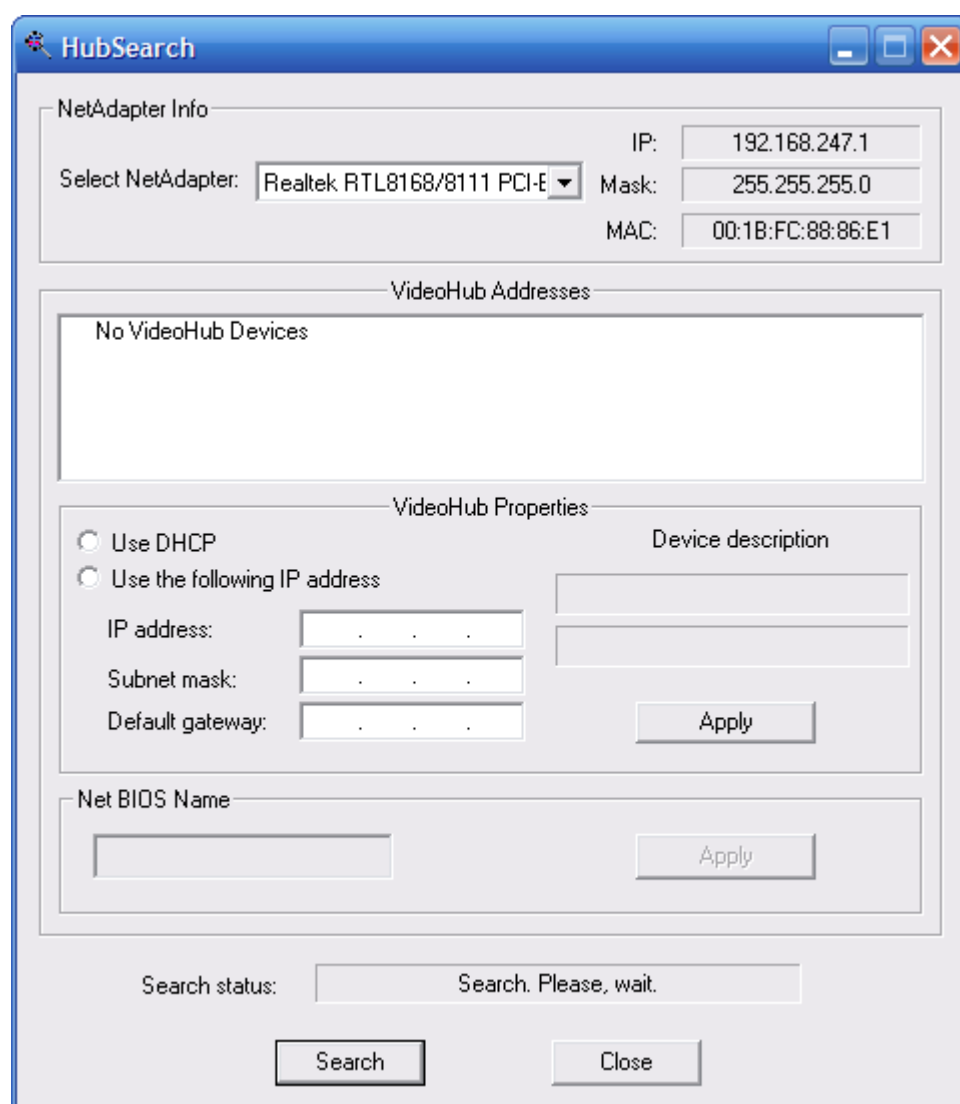 HubSearch
NetAdapter Info
IP: 192.168.247.1
Select NetAdapter: Realtek RTL8168/8111 PCI-E
Mask: 255.255.255.0
MAC: 00:1B:FC:88:86:E1
VideoHub Addresses
No VideoHub Devices
VideoHub Properties
Use DHCP
Device description
Use the following IP address
IP address: . . .
Subnet mask: . . .
Default gateway: . . .
Apply
Net BIOS Name
Apply
Search status: Search. Please, wait.
Search Close